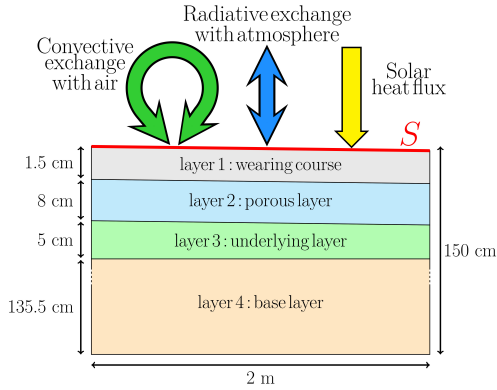 Radiative exchange
with atmosphere
Convective
exchange
with air
Solar
heat flux
S
1.5 cm
layer 1 : wearing course
8 cm
layer 2 : porous layer
5 cm
layer 3 : underlying layer
150 cm
135.5 cm
layer 4 : base layer
2 m